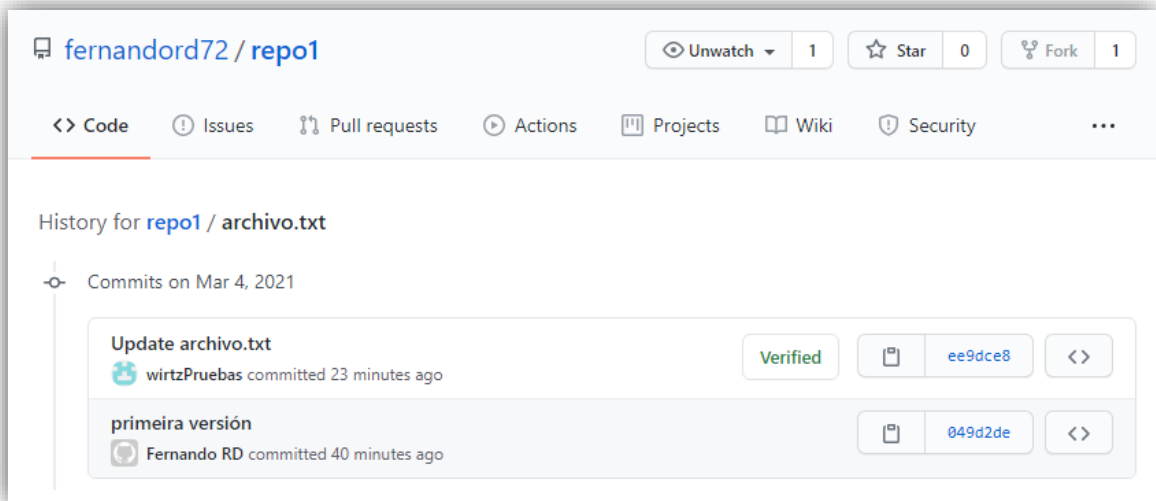 fernandord72 / repo1
Unwatch 1 Star 0 Fork 1
Code Issues Pull requests Actions Projects Wiki Security ...
History for repo1 / archivo.txt
Commits on Mar 4, 2021
Update archivo.txt
Verified ee9dce8
wirtzPruebas committed 23 minutes ago
primeira versión
049d2de
Fernando RD committed 40 minutes ago